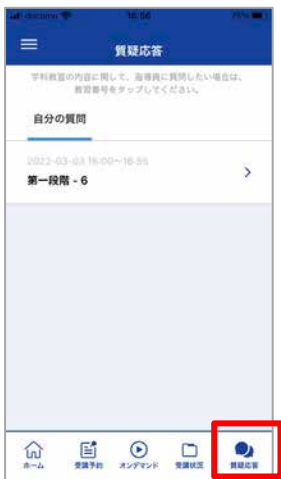 docomo 16:56 75%
質疑応答
学科教習の内容に関して、指導員に質問したい場合は、
教習番号をタップしてください。
自分の質問
2022-03-03 16:00~16:55
第一段階 - 6
ホーム 受講予約 オンデマンド 受講状況 質疑応答